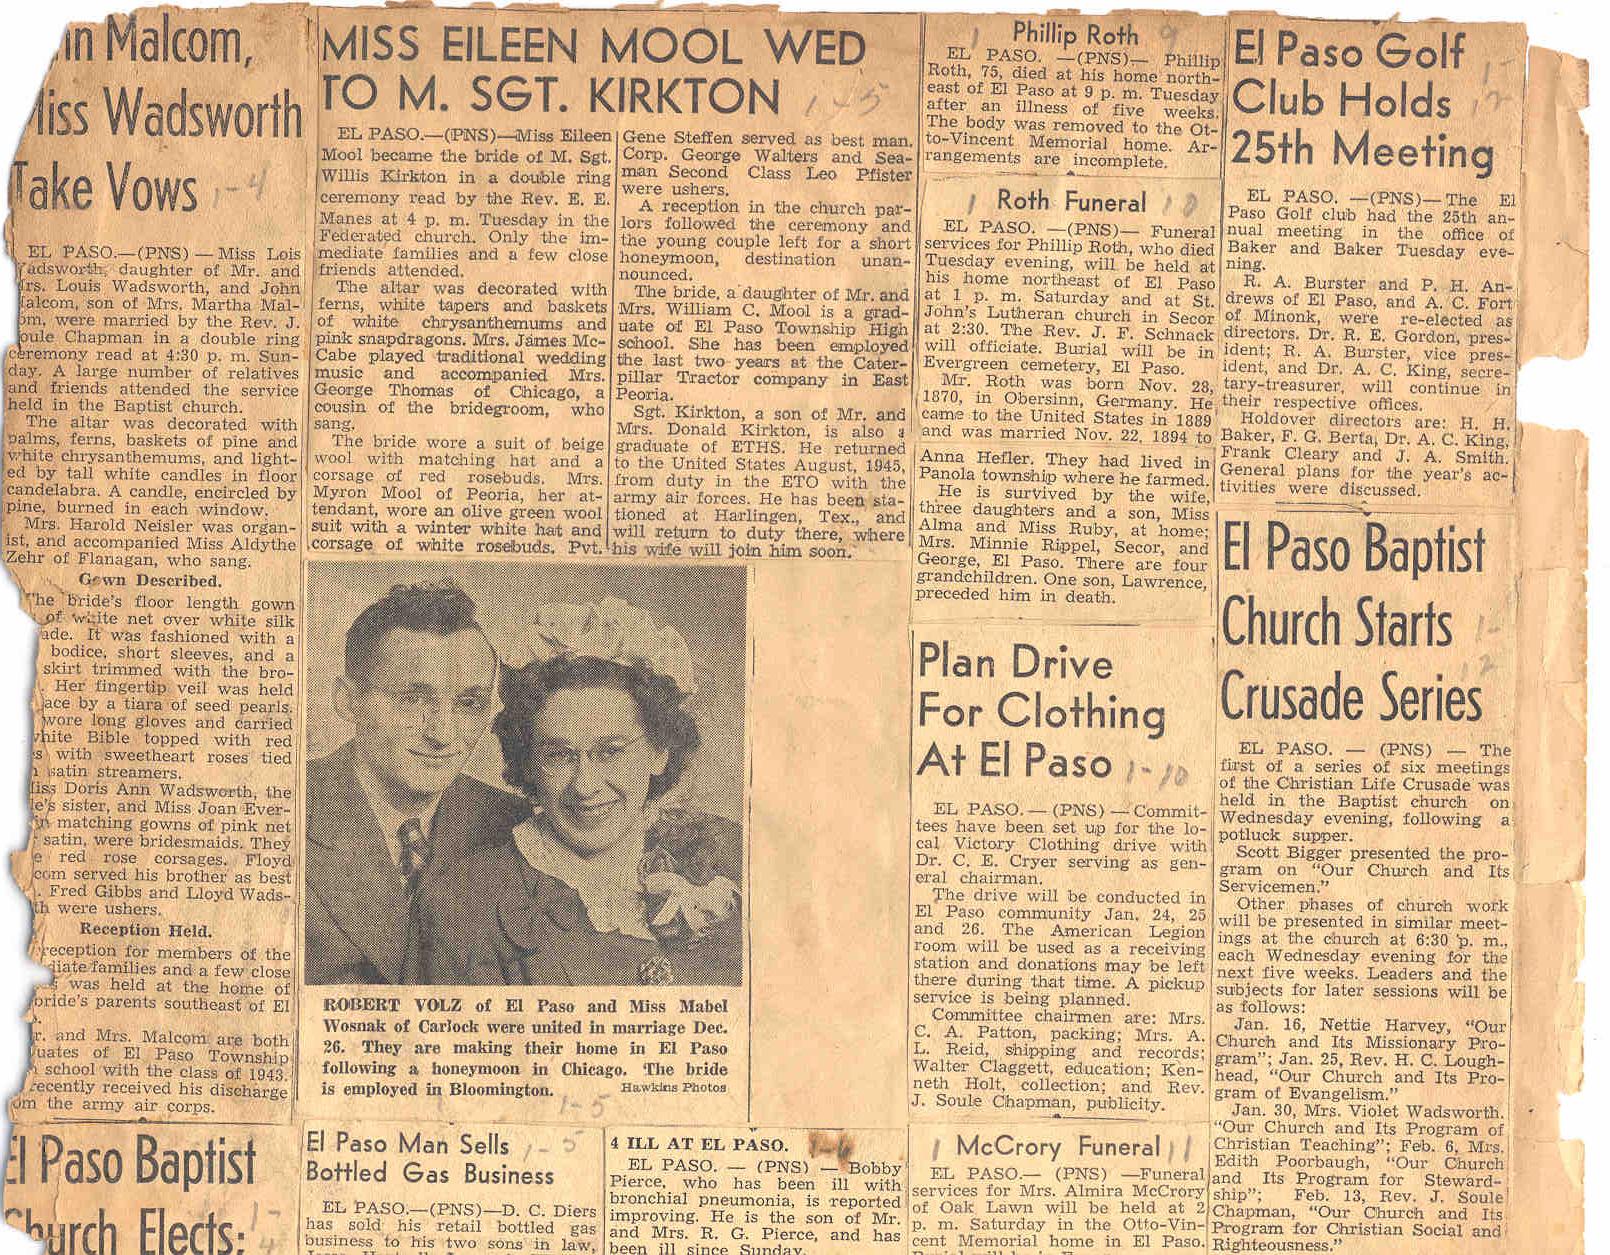 in Malcom,
Miss Wadsworth
Take Vows
1-4
EL PASO.—(PNS) — Miss Lois
adsworth, daughter of Mr. and
rs. Louis Wadsworth, and John
alcom, son of Mrs. Martha Mal-
om, were married by the Rev. J.
oule Chapman in a double ring
ceremony read at 4:30 p. m. Sun-
day. A large number of relatives
and friends attended the service
held in the Baptist church.
The altar was decorated with
palms, ferns, baskets of pine and
white chrysanthemums, and light-
ed by tall white candles in floor
candelabra. A candle, encircled by
pine, burned in each window.
Mrs. Harold Neisler was organ-
ist, and accompanied Miss Aldythe
Zehr of Flanagan, who sang.
Gown Described.
The bride's floor length gown
of white net over white silk
ade. It was fashioned with a
bodice, short sleeves, and a
skirt trimmed with the bro-
. Her fingertip veil was held
ace by a tiara of seed pearls.
wore long gloves and carried
white Bible topped with red
s with sweetheart roses tied
satin streamers.
iss Doris Ann Wadsworth, the
e's sister, and Miss Joan Ever-
in matching gowns of pink net
satin, were bridesmaids. They
e red rose corsages. Floyd
com served his brother as best
. Fred Gibbs and Lloyd Wads-
th were ushers.
Reception Held.
reception for members of the
diate families and a few close
s was held at the home of
bride's parents southeast of El
.
r. and Mrs. Malcom are both
uates of El Paso Township
school with the class of 1943.
recently received his discharge
om the army air corps.
El Paso Baptist
Church Elects;
1-
4
MISS EILEEN MOOL WED
TO M. SGT. KIRKTON
1-5
EL PASO.—(PNS)—Miss Eileen
Mool became the bride of M. Sgt.
Willis Kirkton in a double ring
ceremony read by the Rev. E. E.
Manes at 4 p. m. Tuesday in the
Federated church. Only the im-
mediate families and a few close
friends attended.
The altar was decorated with
ferns, white tapers and baskets
of white chrysanthemums and
pink snapdragons. Mrs. James Mc-
Cabe played traditional wedding
music and accompanied Mrs.
George Thomas of Chicago, a
cousin of the bridegroom, who
sang.
The bride wore a suit of beige
wool with matching hat and a
corsage of red rosebuds. Mrs.
Myron Mool of Peoria, her at-
tendant, wore an olive green wool
suit with a winter white hat and
corsage of white rosebuds. Pvt.
Gene Steffen served as best man.
Corp. George Walters and Sea-
man Second Class Leo Pfister
were ushers.
A reception in the church par-
lors followed the ceremony and
the young couple left for a short
honeymoon, destination unan-
nounced.
The bride, a daughter of Mr. and
Mrs. William C. Mool is a grad-
uate of El Paso Township High
school. She has been employed
the last two years at the Cater-
pillar Tractor company in East
Peoria.
Sgt. Kirkton, a son of Mr. and
Mrs. Donald Kirkton, is also a
graduate of ETHS. He returned
to the United States August, 1945,
from duty in the ETO with the
army air forces. He has been sta-
tioned at Harlingen, Tex., and
will return to duty there, where
his wife will join him soon.
ROBERT VOLZ of El Paso and Miss Mabel
Wosnak of Carlock were united in marriage Dec.
26. They are making their home in El Paso
following a honeymoon in Chicago. The bride
is employed in Bloomington. Hawkins Photos
1-5
El Paso Man Sells
Bottled Gas Business
1-5
EL PASO.—(PNS)—D. C. Diers
has sold his retail bottled gas
business to his two sons in law,
4 ILL AT EL PASO.
1-6
EL PASO. — (PNS) — Bobby
Pierce, who has been ill with
bronchial pneumonia, is reported
improving. He is the son of Mr.
and Mrs. R. G. Pierce, and has
been ill since Sunday.
Phillip Roth
1 9
EL PASO. —(PNS)— Phillip
Roth, 75, died at his home north-
east of El Paso at 9 p. m. Tuesday
after an illness of five weeks.
The body was removed to the Ot-
to-Vincent Memorial home. Ar-
rangements are incomplete.
Roth Funeral
1 10
EL PASO. —(PNS)— Funeral
services for Phillip Roth, who died
Tuesday evening, will be held at
his home northeast of El Paso
at 1 p. m. Saturday and at St.
John's Lutheran church in Secor
at 2:30. The Rev. J. F. Schnack
will officiate. Burial will be in
Evergreen cemetery, El Paso.
Mr. Roth was born Nov. 28,
1870, in Obersinn, Germany. He
came to the United States in 1889
and was married Nov. 22, 1894 to
Anna Hefler. They had lived in
Panola township where he farmed.
He is survived by the wife,
three daughters and a son, Miss
Alma and Miss Ruby, at home;
Mrs. Minnie Rippel, Secor, and
George, El Paso. There are four
grandchildren. One son, Lawrence,
preceded him in death.
Plan Drive
For Clothing
At El Paso
1-10
EL PASO. — (PNS) — Commit-
tees have been set up for the lo-
cal Victory Clothing drive with
Dr. C. E. Cryer serving as gen-
eral chairman.
The drive will be conducted in
El Paso community Jan. 24, 25
and 26. The American Legion
room will be used as a receiving
station and donations may be left
there during that time. A pickup
service is being planned.
Committee chairmen are: Mrs.
C. A. Patton, packing; Mrs. A.
L. Reid, shipping and records;
Walter Claggett, education; Ken-
neth Holt, collection; and Rev.
J. Soule Chapman, publicity.
McCrory Funeral
1 11
EL PASO.— (PNS) —Funeral
services for Mrs. Almira McCrory
of Oak Lawn will be held at 2
p. m. Saturday in the Otto-Vin-
cent Memorial home in El Paso.
El Paso Golf
Club Holds
25th Meeting
1-
12
EL PASO. —(PNS)—The El
Paso Golf club had the 25th an-
nual meeting in the office of
Baker and Baker Tuesday eve-
ning.
R. A. Burster and P. H. An-
drews of El Paso, and A. C. Fort
of Minonk, were re-elected as
directors. Dr. R. E. Gordon, pres-
ident; R. A. Burster, vice pres-
ident, and Dr. A. C. King, secre-
tary-treasurer, will continue in
their respective offices.
Holdover directors are: H. H.
Baker, F. G. Berta, Dr. A. C. King,
Frank Cleary and J. A. Smith.
General plans for the year's ac-
tivities were discussed.
El Paso Baptist
Church Starts
Crusade Series
1-
12
EL PASO. — (PNS) — The
first of a series of six meetings
of the Christian Life Crusade was
held in the Baptist church on
Wednesday evening, following a
potluck supper.
Scott Bigger presented the pro-
gram on "Our Church and Its
Servicemen."
Other phases of church work
will be presented in similar meet-
ings at the church at 6:30 p. m.,
each Wednesday evening for the
next five weeks. Leaders and the
subjects for later sessions will be
as follows:
Jan. 16, Nettie Harvey, "Our
Church and Its Missionary Pro-
gram"; Jan. 25, Rev. H. C. Lough-
head, "Our Church and Its Pro-
gram of Evangelism."
Jan. 30, Mrs. Violet Wadsworth.
"Our Church and Its Program of
Christian Teaching"; Feb. 6, Mrs.
Edith Poorbaugh, "Our Church
and Its Program for Steward-
ship"; Feb. 13, Rev. J. Soule
Chapman, "Our Church and Its
Program for Christian Social and
Righteousness."